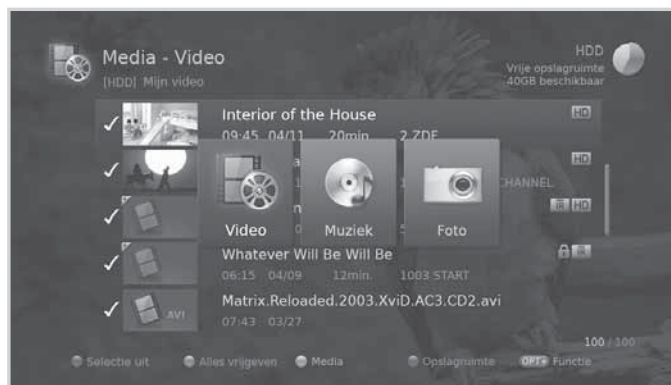 Media - Video
[HDD] Mijn video
HDD
Vrije opslagruimte
40GB beschikbaar
Interior of the House
HD
09:45 04/11 20min 2 ZDF
HD
CHANNEL
HD
Video
Muziek
Foto
Whatever Will Be Will Be
06:15 04/09 12min. 1003 START
Matrix.Reloaded.2003.XviD.AC3.CD2.avi
.AVI
07:43 03/27
100 / 100
Selectie uit
Alles vrijgeven
Media
Opslagruimte
OPT+ Functie